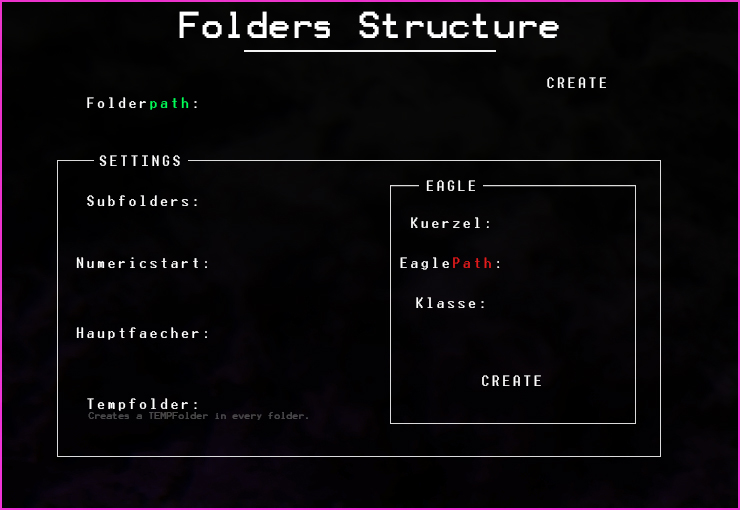 Folders Structure
CREATE
Folderpath:
SETTINGS
Subfolders:
Numericstart:
Hauptfaecher:
Tempfolder:
Creates a TEMPFolder in every folder.
EAGLE
Kuerzel:
EaglePath:
Klasse:
CREATE